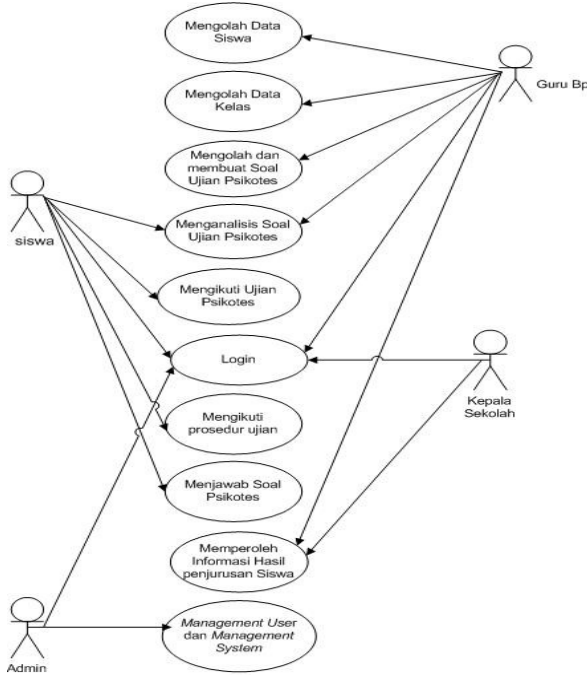 Mengolah Data
Siswa
Guru Bp
Mengolah Data
Kelas
Mengolah dan
membuat Soal
Ujian Psikotes
siswa
Menganalisis Soal
Ujian Psikotes
Mengikuti Ujian
Psikotes
Login
Kepala
Sekolah
Mengikuti
prosedur ujian
Menjawab Soal
Psikotes
Memperoleh
Informasi Hasil
penjurusan Siswa
Management User
dan Management
System
Admin